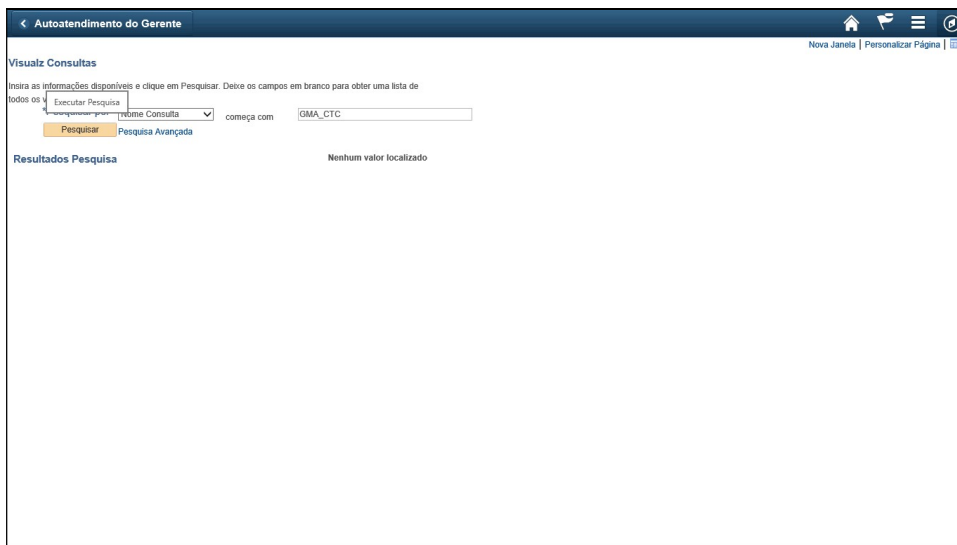 Autoatendimento do Gerente
Nova Janela | Personalizar Página |
Visualz Consultas
Insira as informações disponíveis e clique em Pesquisar. Deixe os campos em branco para obter uma lista de
todos os v
Executar Pesquisa
Nome Consulta começa com GMA_CTC
Pesquisar Pesquisa Avançada
Resultados Pesquisa Nenhum valor localizado